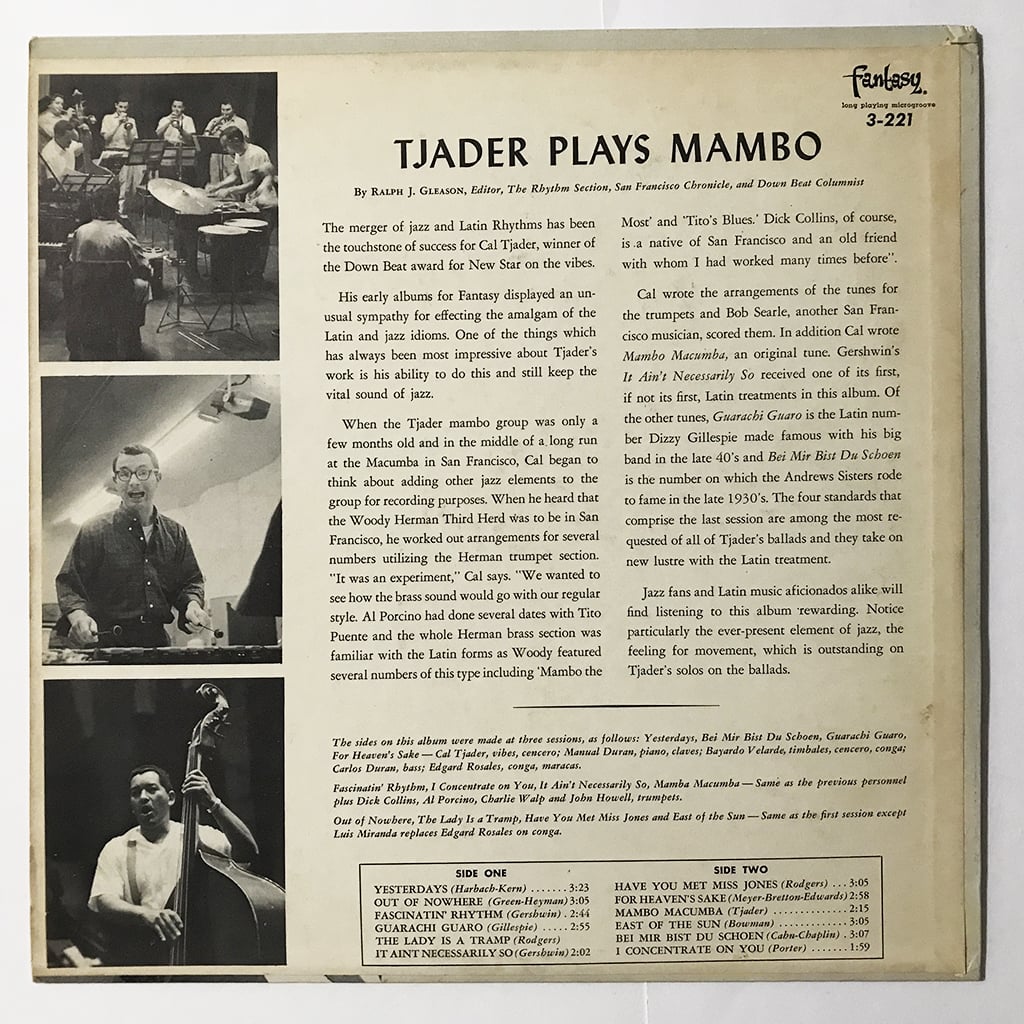 fantasy.
long playing microgroove
3-221
TJADER PLAYS MAMBO
By RALPH J. GLEASON, Editor, The Rhythm Section, San Francisco Chronicle, and Down Beat Columnist
The merger of jazz and Latin Rhythms has been
the touchstone of success for Cal Tjader, winner of
the Down Beat award for New Star on the vibes.
His early albums for Fantasy displayed an un-
usual sympathy for effecting the amalgam of the
Latin and jazz idioms. One of the things which
has always been most impressive about Tjader's
work is his ability to do this and still keep the
vital sound of jazz.
When the Tjader mambo group was only a
few months old and in the middle of a long run
at the Macumba in San Francisco, Cal began to
think about adding other jazz elements to the
group for recording purposes. When he heard that
the Woody Herman Third Herd was to be in San
Francisco, he worked out arrangements for several
numbers utilizing the Herman trumpet section.
"It was an experiment," Cal says. "We wanted to
see how the brass sound would go with our regular
style. Al Porcino had done several dates with Tito
Puente and the whole Herman brass section was
familiar with the Latin forms as Woody featured
several numbers of this type including 'Mambo the
Most' and 'Tito's Blues.' Dick Collins, of course,
is a native of San Francisco and an old friend
with whom I had worked many times before".
Cal wrote the arrangements of the tunes for
the trumpets and Bob Searle, another San Fran-
cisco musician, scored them. In addition Cal wrote
Mambo Macumba, an original tune. Gershwin's
It Ain't Necessarily So received one of its first,
if not its first, Latin treatments in this album. Of
the other tunes, Guarachi Guaro is the Latin num-
ber Dizzy Gillespie made famous with his big
band in the late 40's and Bei Mir Bist Du Schoen
is the number on which the Andrews Sisters rode
to fame in the late 1930's. The four standards that
comprise the last session are among the most re-
quested of all of Tjader's ballads and they take on
new lustre with the Latin treatment.
Jazz fans and Latin music aficionados alike will
find listening to this album rewarding. Notice
particularly the ever-present element of jazz, the
feeling for movement, which is outstanding on
Tjader's solos on the ballads.
The sides on this album were made at three sessions, as follows: Yesterdays, Bei Mir Bist Du Schoen, Guarachi Guaro,
For Heaven's Sake — Cal Tjader, vibes, cencero; Manual Duran, piano, claves; Bayardo Velarde, timbales, cencero, conga;
Carlos Duran, bass; Edgard Rosales, conga, maracas.
Fascinatin' Rhythm, I Concentrate on You, It Ain't Necessarily So, Mamba Macumba — Same as the previous personnel
plus Dick Collins, Al Porcino, Charlie Walp and John Howell, trumpets.
Out of Nowhere, The Lady Is a Tramp, Have You Met Miss Jones and East of the Sun — Same as the first session except
Luis Miranda replaces Edgard Rosales on conga.
SIDE ONE
YESTERDAYS (Harbach-Kern) ....... 3:23
OUT OF NOWHERE (Green-Heyman) 3:05
FASCINATIN' RHYTHM (Gershwin) . 2:44
GUARACHI GUARO (Gillespie) ..... 2:55
THE LADY IS A TRAMP (Rodgers)
IT AINT NECESSARILY SO (Gershwin) 2:02
SIDE TWO
HAVE YOU MET MISS JONES (Rodgers) ... 3:05
FOR HEAVEN'S SAKE (Meyer-Bretton-Edwards) 2:58
MAMBO MACUMBA (Tjader) .............. 2:15
EAST OF THE SUN (Bowman) ............. 3:05
BEI MIR BIST DU SCHOEN (Cahn-Chaplin) . 3:07
I CONCENTRATE ON YOU (Porter) ....... 1:59